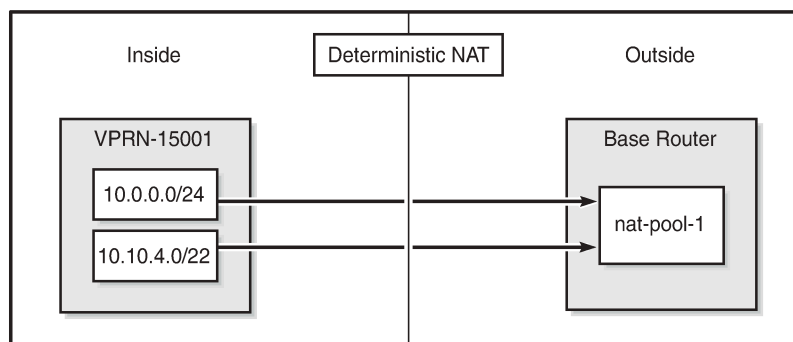 Inside
Deterministic NAT
Outside
VPRN-15001
10.0.0.0/24
10.10.4.0/22
Base Router
nat-pool-1